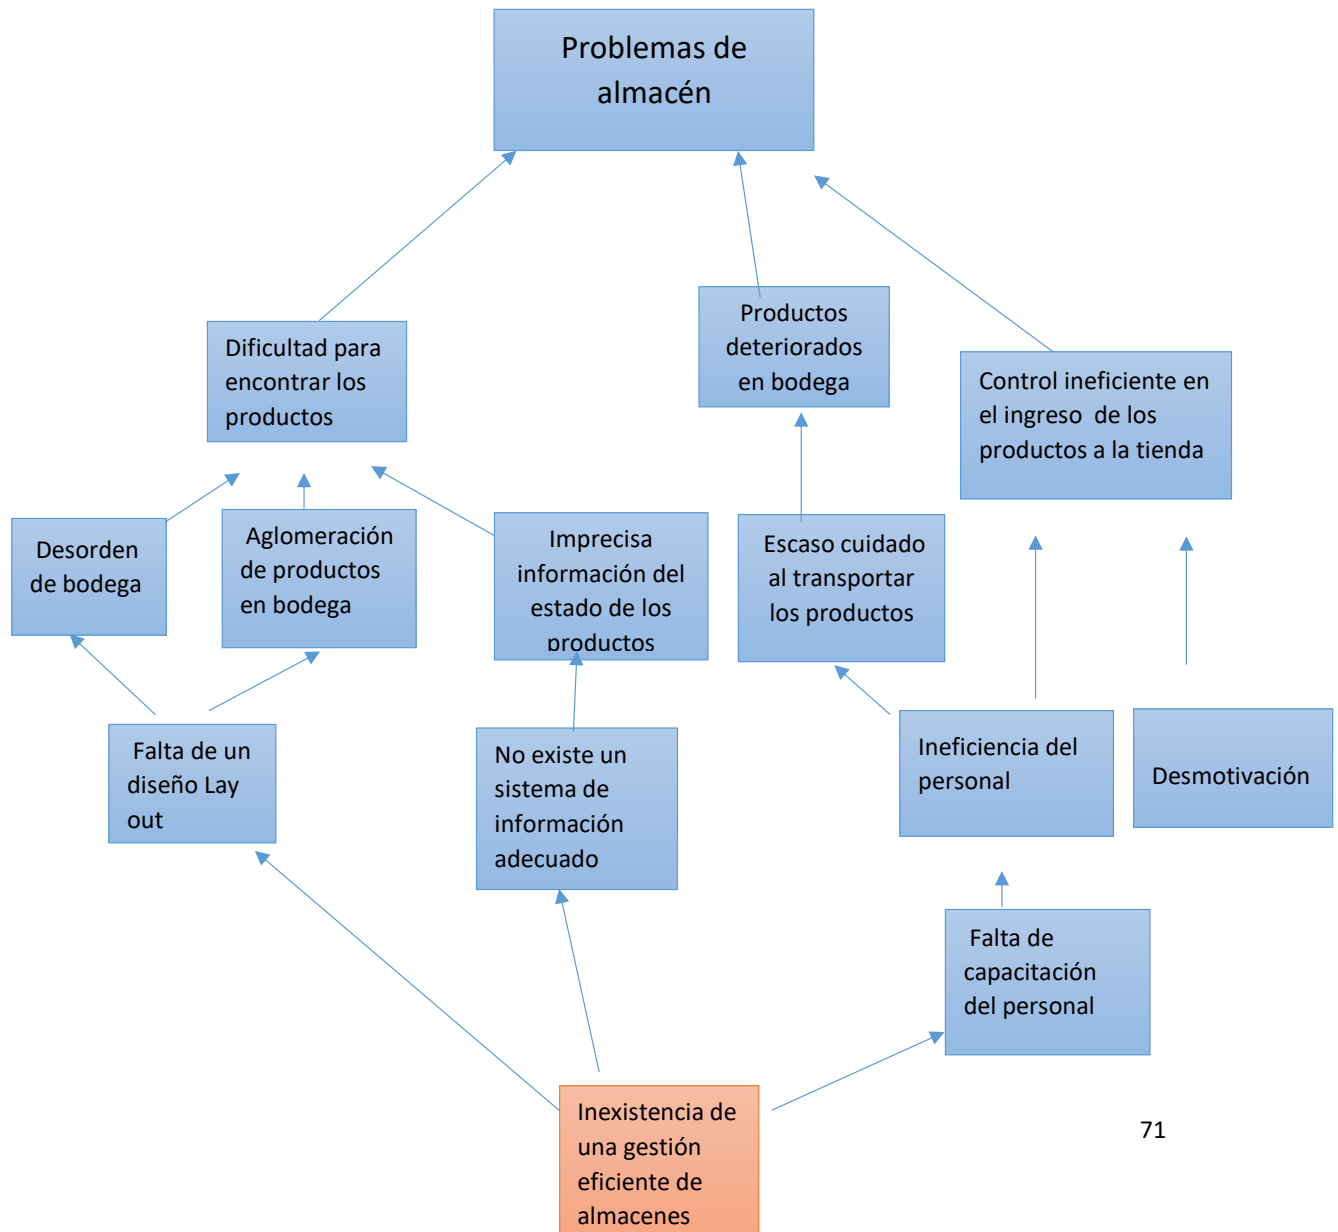 Problemas de
almacén
Productos
deteriorados
en bodega
Dificultad para
encontrar los
productos
Control ineficiente en
el ingreso de los
productos a la tienda
Desorden
de bodega
Aglomeración
de productos
en bodega
Imprecisa
información del
estado de los
productos
Escaso cuidado
al transportar
los productos
Falta de un
diseño Lay
out
No existe un
sistema de
información
adecuado
Ineficiencia del
personal
Desmotivación
Falta de
capacitación
del personal
Inexistencia de
una gestión
eficiente de
almacenes
71